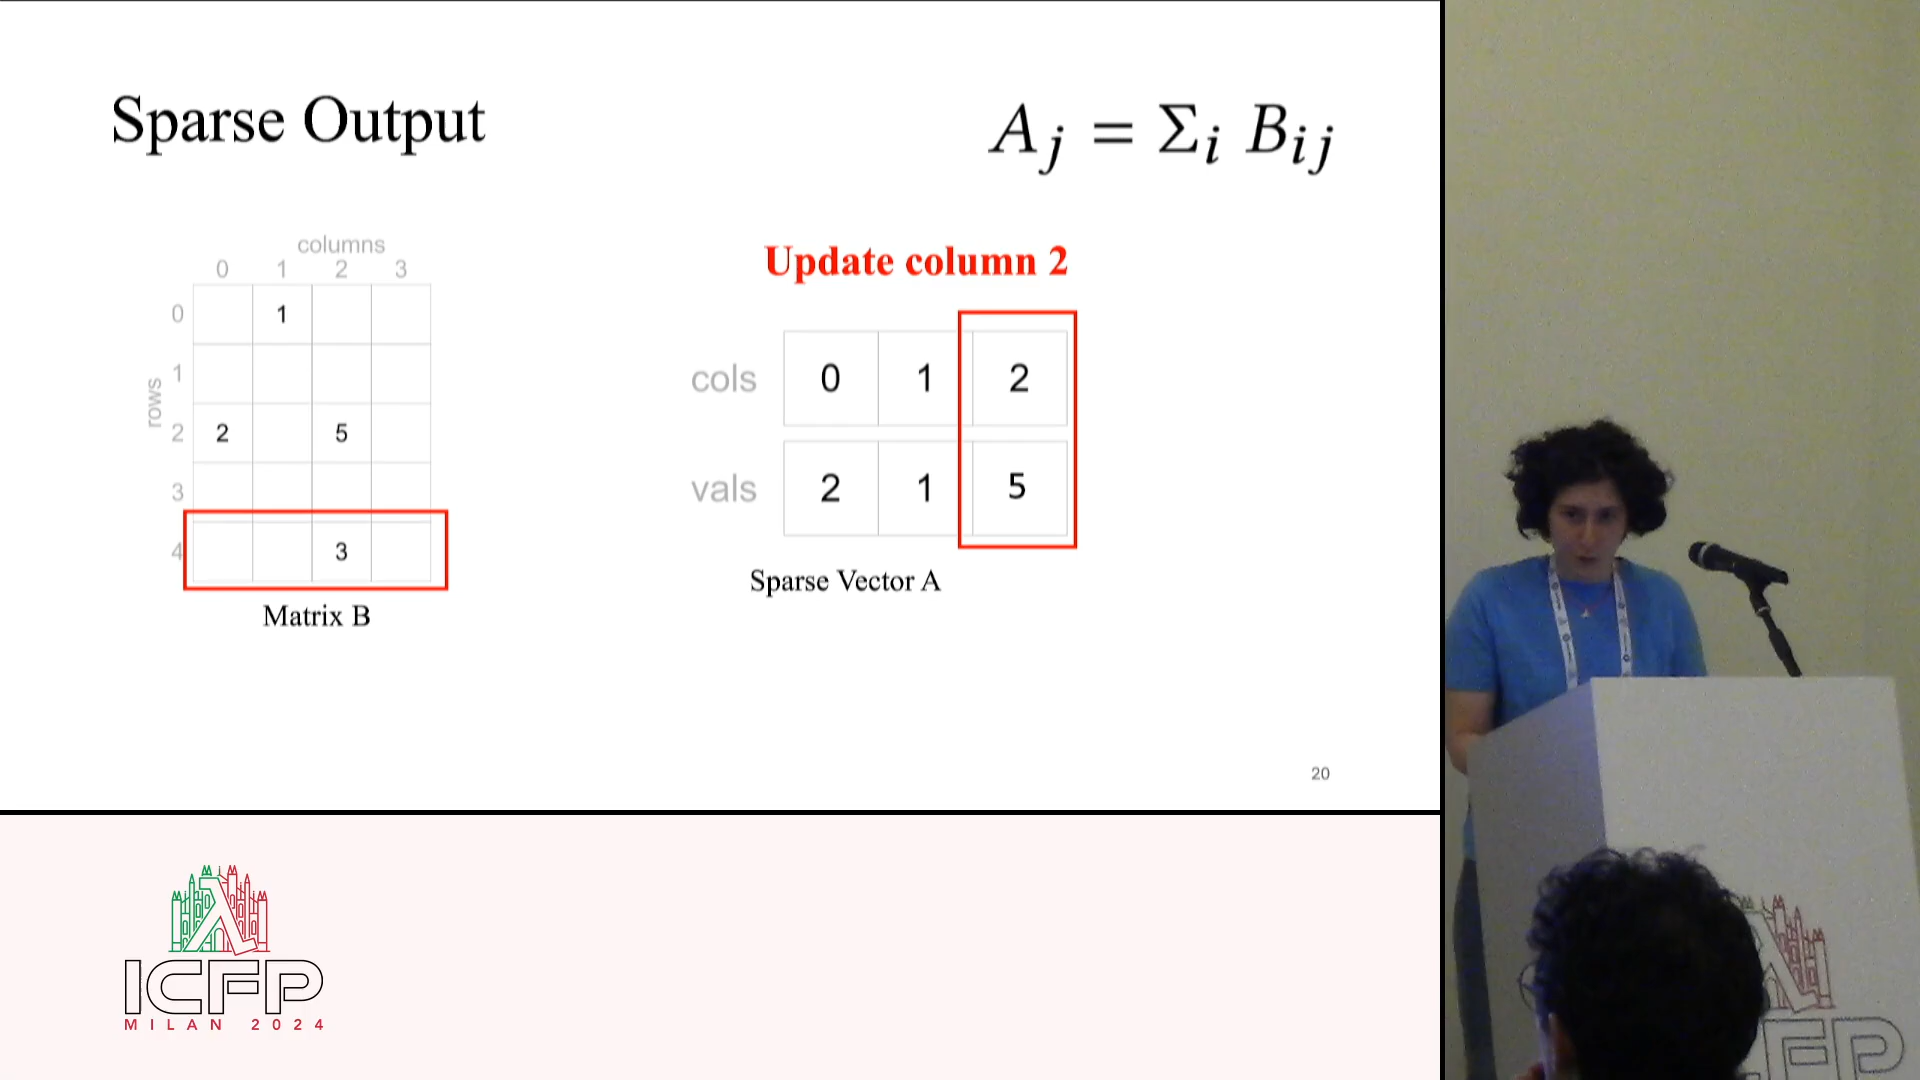 Sparse Output
A_j = Σ_i B_ij
columns
0 1 2 3
rows
0 1
1
2 2 5
3
4 3
Matrix B
Update column 2
cols 0 1 2
vals 2 1 5
Sparse Vector A
20
ICFP
MILAN 2024
FP